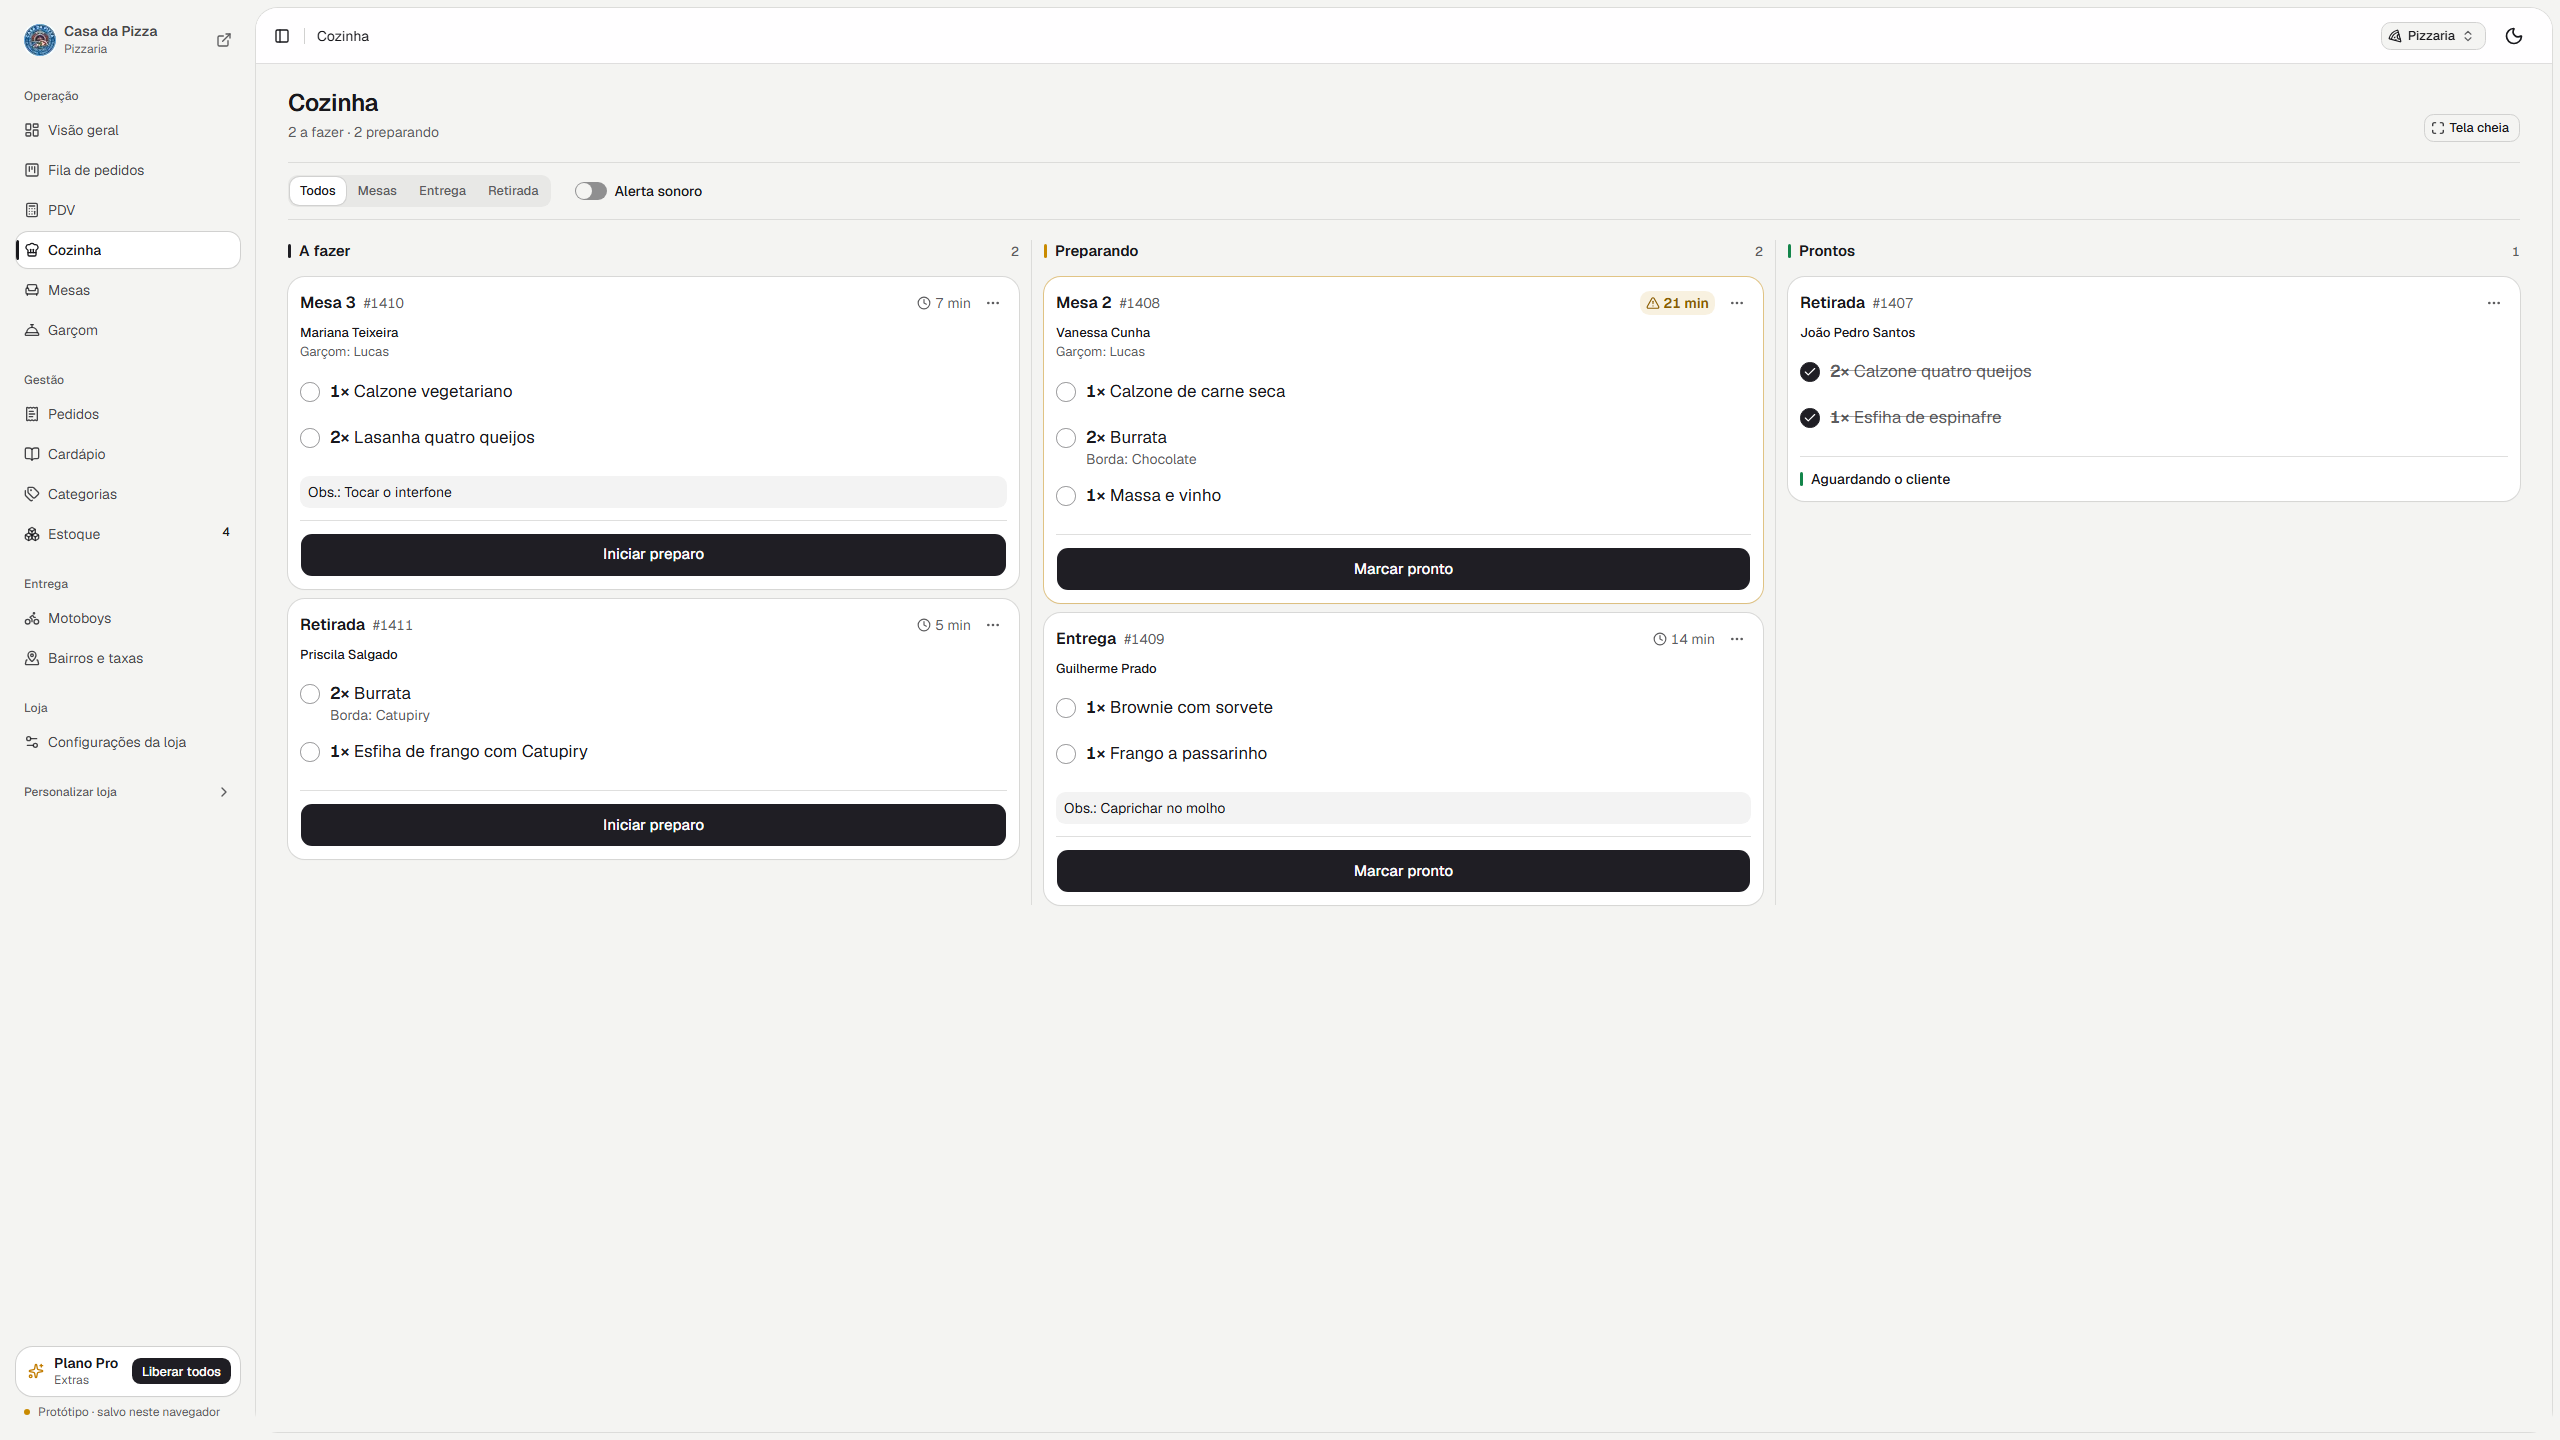 Casa da Pizza
Pizzaria
Operação
Visão geral
Fila de pedidos
PDV
Cozinha
Mesas
Garçom
Gestão
Pedidos
Cardápio
Categorias
Estoque 4
Entrega
Motoboys
Bairros e taxas
Loja
Configurações da loja
Personalizar loja
Plano Pro
Extras
Liberar todos
Protótipo · salvo neste navegador
Cozinha
Pizzaria
Cozinha
2 a fazer · 2 preparando
Tela cheia
Todos Mesas Entrega Retirada Alerta sonoro
A fazer 2
Mesa 3 #1410 7 min
Mariana Teixeira
Garçom: Lucas
1× Calzone vegetariano
2× Lasanha quatro queijos
Obs.: Tocar o interfone
Iniciar preparo
Retirada #1411 5 min
Priscila Salgado
2× Burrata
Borda: Catupiry
1× Esfiha de frango com Catupiry
Iniciar preparo
Preparando 2
Mesa 2 #1408 21 min
Vanessa Cunha
Garçom: Lucas
1× Calzone de carne seca
2× Burrata
Borda: Chocolate
1× Massa e vinho
Marcar pronto
Entrega #1409 14 min
Guilherme Prado
1× Brownie com sorvete
1× Frango a passarinho
Obs.: Caprichar no molho
Marcar pronto
Prontos 1
Retirada #1407
João Pedro Santos
2× Calzone quatro queijos
1× Esfiha de espinafre
Aguardando o cliente